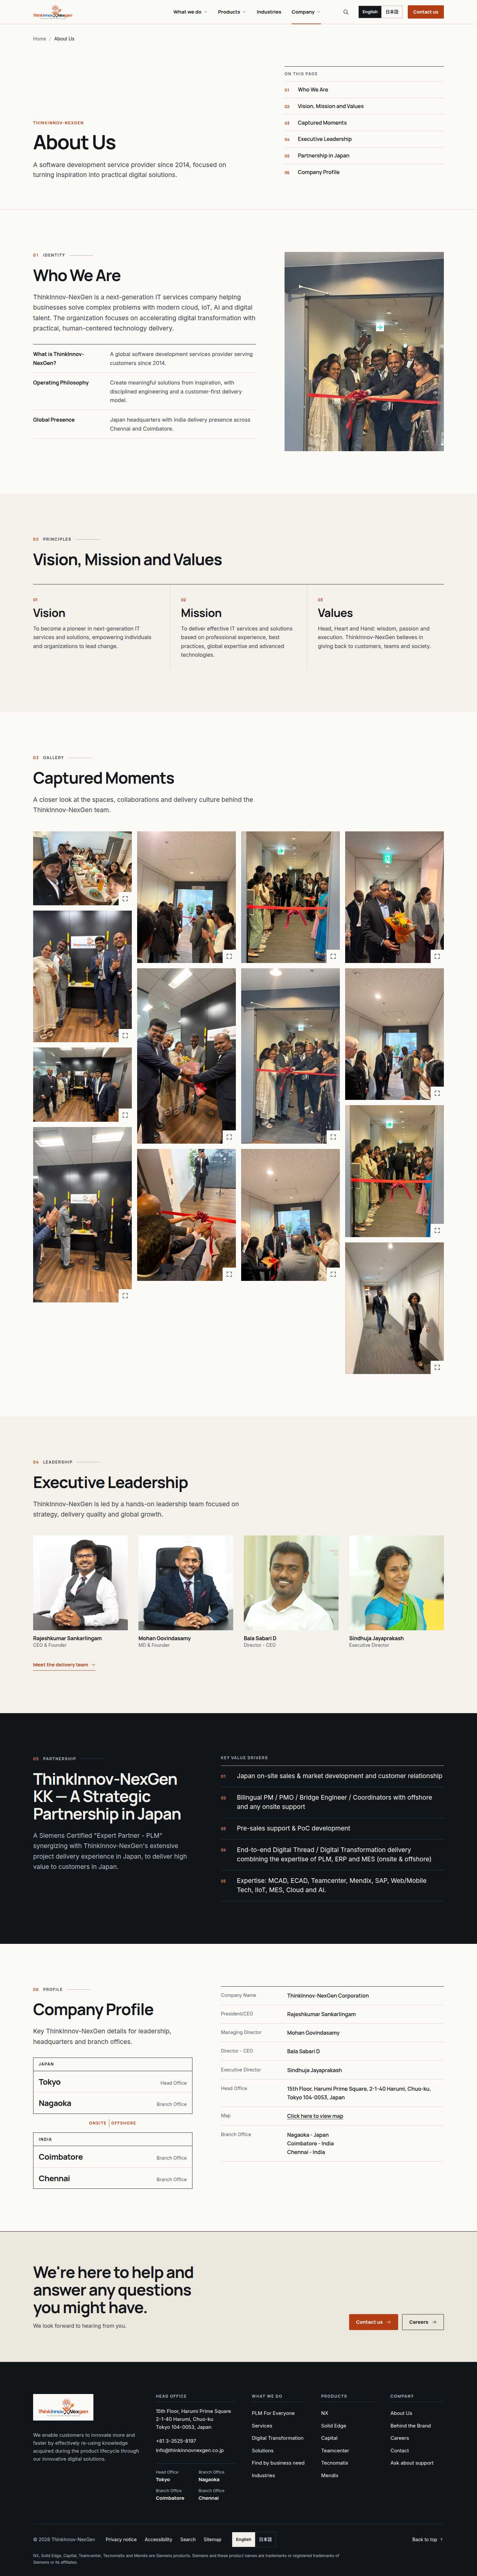 ThinkInnovNexgen
What we do
Products
Industries
Company
English
日本語
Contact us
Home / About Us
THINKINNOV-NEXGEN
About Us
A software development service provider since 2014, focused on
turning inspiration into practical digital solutions.
ON THIS PAGE
01 Who We Are
02 Vision, Mission and Values
03 Captured Moments
04 Executive Leadership
05 Partnership in Japan
06 Company Profile
01 IDENTITY
Who We Are
ThinkInnov-NexGen is a next-generation IT services company helping
businesses solve complex problems with modern cloud, IoT, AI and digital
talent. The organization focuses on accelerating digital transformation with
practical, human-centered technology delivery.
What is ThinkInnov-
NexGen?
A global software development services provider serving
customers since 2014.
Operating Philosophy
Create meaningful solutions from inspiration, with
disciplined engineering and a customer-first delivery
model.
Global Presence
Japan headquarters with India delivery presence across
Chennai and Coimbatore.
02 PRINCIPLES
Vision, Mission and Values
01
Vision
To become a pioneer in next-generation IT
services and solutions, empowering individuals
and organizations to lead change.
02
Mission
To deliver effective IT services and solutions
based on professional experience, best
practices, global expertise and advanced
technologies.
03
Values
Head, Heart and Hand: wisdom, passion and
execution. ThinkInnov-NexGen believes in
giving back to customers, teams and society.
03 GALLERY
Captured Moments
A closer look at the spaces, collaborations and delivery culture behind the
ThinkInnov-NexGen team.
04 LEADERSHIP
Executive Leadership
ThinkInnov-NexGen is led by a hands-on leadership team focused on
strategy, delivery quality and global growth.
Rajeshkumar Sankarlingam
CEO & Founder
Mohan Govindasamy
MD & Founder
Bala Sabari D
Director - CEO
Sindhuja Jayaprakash
Executive Director
Meet the delivery team →
05 PARTNERSHIP
ThinkInnov-NexGen
KK — A Strategic
Partnership in Japan
A Siemens Certified "Expert Partner - PLM"
synergizing with ThinkInnov-NexGen's extensive
project delivery experience in Japan, to deliver high
value to customers in Japan.
KEY VALUE DRIVERS
01 Japan on-site sales & market development and customer relationship
02 Bilingual PM / PMO / Bridge Engineer / Coordinators with offshore
and any onsite support
03 Pre-sales support & PoC development
04 End-to-end Digital Thread / Digital Transformation delivery
combining the expertise of PLM, ERP and MES (onsite & offshore)
05 Expertise: MCAD, ECAD, Teamcenter, Mendix, SAP, Web/Mobile
Tech, IIoT, MES, Cloud and AI.
06 PROFILE
Company Profile
Key ThinkInnov-NexGen details for leadership,
headquarters and branch offices.
JAPAN
Tokyo Head Office
Nagaoka Branch Office
ONSITE OFFSHORE
INDIA
Coimbatore Branch Office
Chennai Branch Office
Company Name ThinkInnov-NexGen Corporation
President/CEO Rajeshkumar Sankarlingam
Managing Director Mohan Govindasamy
Director - CEO Bala Sabari D
Executive Director Sindhuja Jayaprakash
Head Office 15th Floor, Harumi Prime Square, 2-1-40 Harumi, Chuo-ku,
Tokyo 104-0053, Japan
Map Click here to view map
Branch Office Nagaoka - Japan
Coimbatore - India
Chennai - India
We're here to help and
answer any questions
you might have.
We look forward to hearing from you.
Contact us →
Careers →
ThinkInnovNexgen
We enable customers to innovate more and
faster by effectively re-using knowledge
acquired during the product lifecycle through
our innovative digital solutions.
HEAD OFFICE
15th Floor, Harumi Prime Square
2-1-40 Harumi, Chuo-ku
Tokyo 104-0053, Japan
+81 3-3525-8197
info@thinkinnovnexgen.co.jp
Head Office
Tokyo
Branch Office
Nagaoka
Branch Office
Coimbatore
Branch Office
Chennai
WHAT WE DO
PLM For Everyone
Services
Digital Transformation
Solutions
Find by business need
Industries
PRODUCTS
NX
Solid Edge
Capital
Teamcenter
Tecnomatix
Mendix
COMPANY
About Us
Behind the Brand
Careers
Contact
Ask about support
© 2026 ThinkInnov-NexGen
Privacy notice
Accessibility
Search
Sitemap
English
日本語
Back to top ↑
NX, Solid Edge, Capital, Teamcenter, Tecnomatix and Mendix are Siemens products. Siemens and these product names are trademarks or registered trademarks of
Siemens or its affiliates.